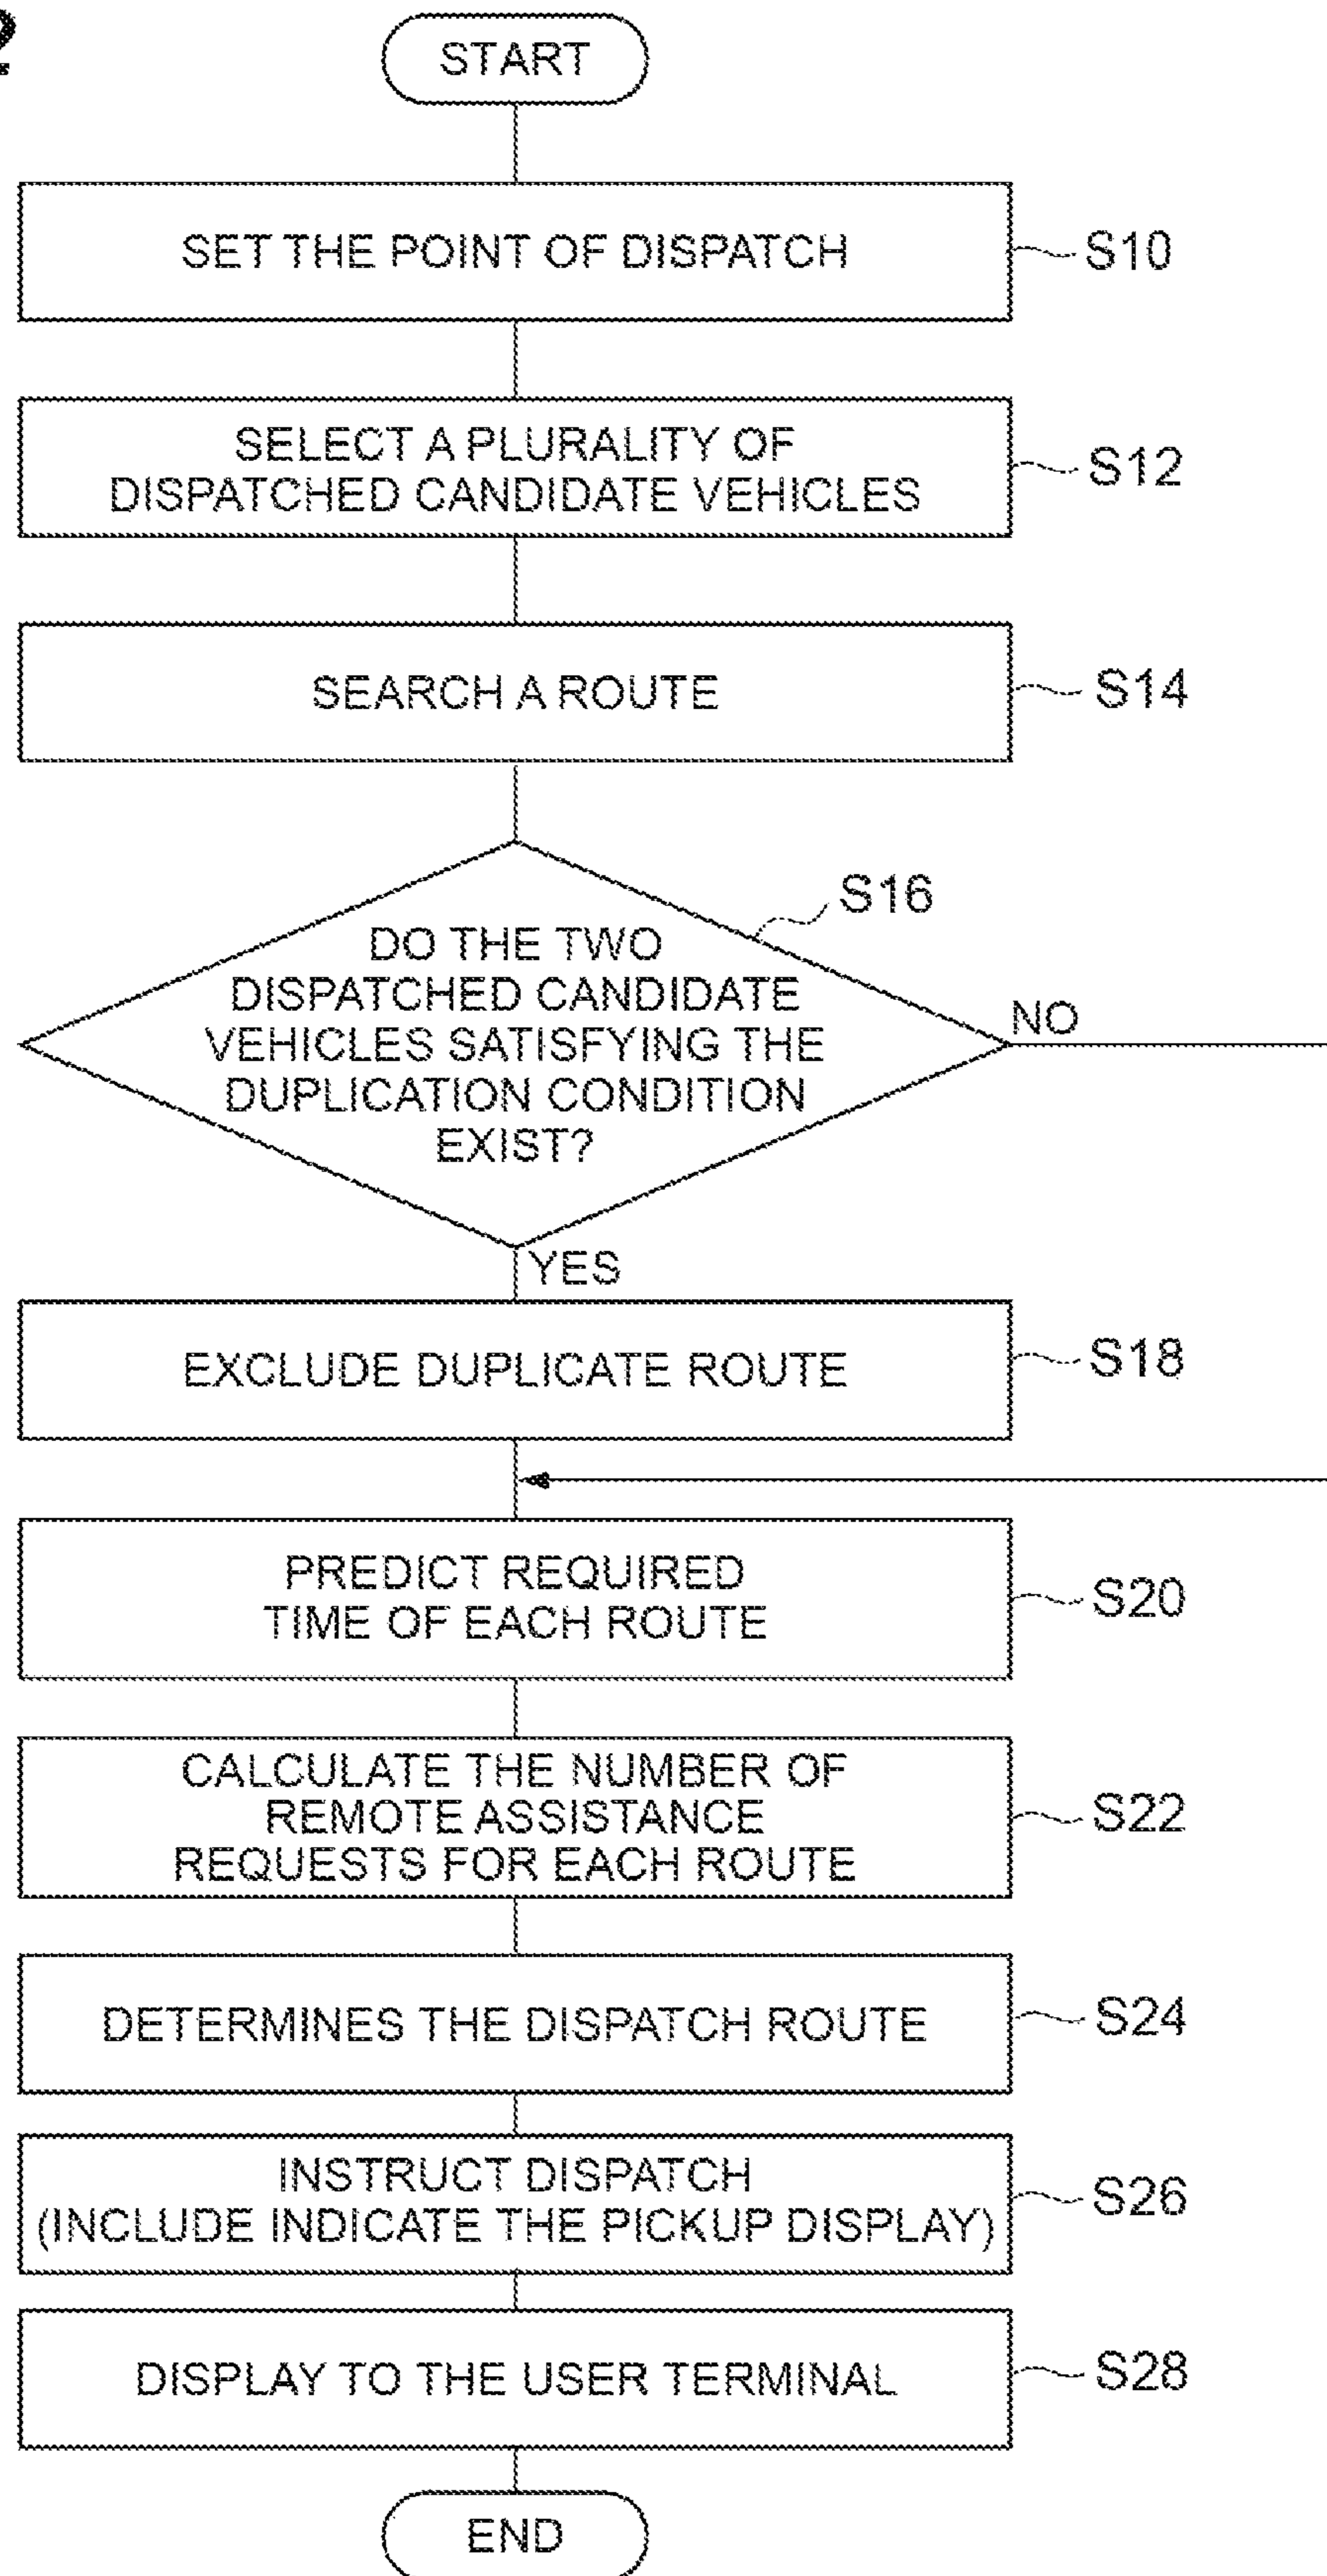 2
START
SET THE POINT OF DISPATCH
S10
SELECT A PLURALITY OF
DISPATCHED CANDIDATE VEHICLES
S12
SEARCH A ROUTE
S14
S16
DO THE TWO
DISPATCHED CANDIDATE
VEHICLES SATISFYING THE
DUPLICATION CONDITION
EXIST?
NO
YES
EXCLUDE DUPLICATE ROUTE
S18
PREDICT REQUIRED
TIME OF EACH ROUTE
S20
CALCULATE THE NUMBER OF
REMOTE ASSISTANCE
REQUESTS FOR EACH ROUTE
S22
DETERMINES THE DISPATCH ROUTE
S24
INSTRUCT DISPATCH
(INCLUDE INDICATE THE PICKUP DISPLAY)
S26
DISPLAY TO THE USER TERMINAL
S28
END